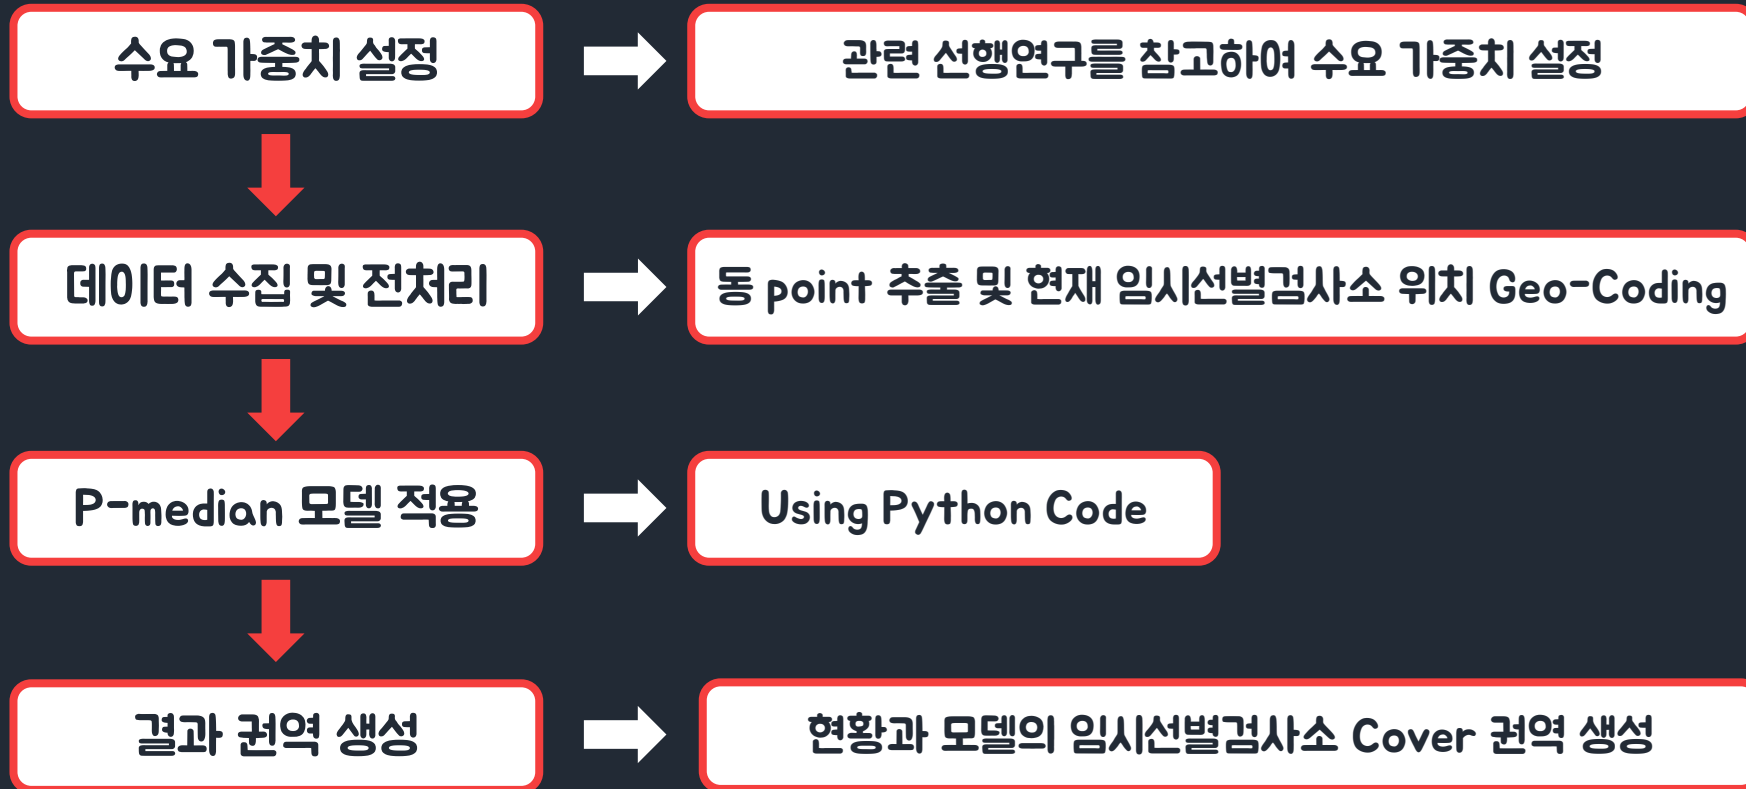 수요 가중치 설정
관련 선행연구를 참고하여 수요 가중치 설정
데이터 수집 및 전처리
동 point 추출 및 현재 임시선별검사소 위치 Geo-Coding
P-median 모델 적용
Using Python Code
결과 권역 생성
현황과 모델의 임시선별검사소 Cover 권역 생성